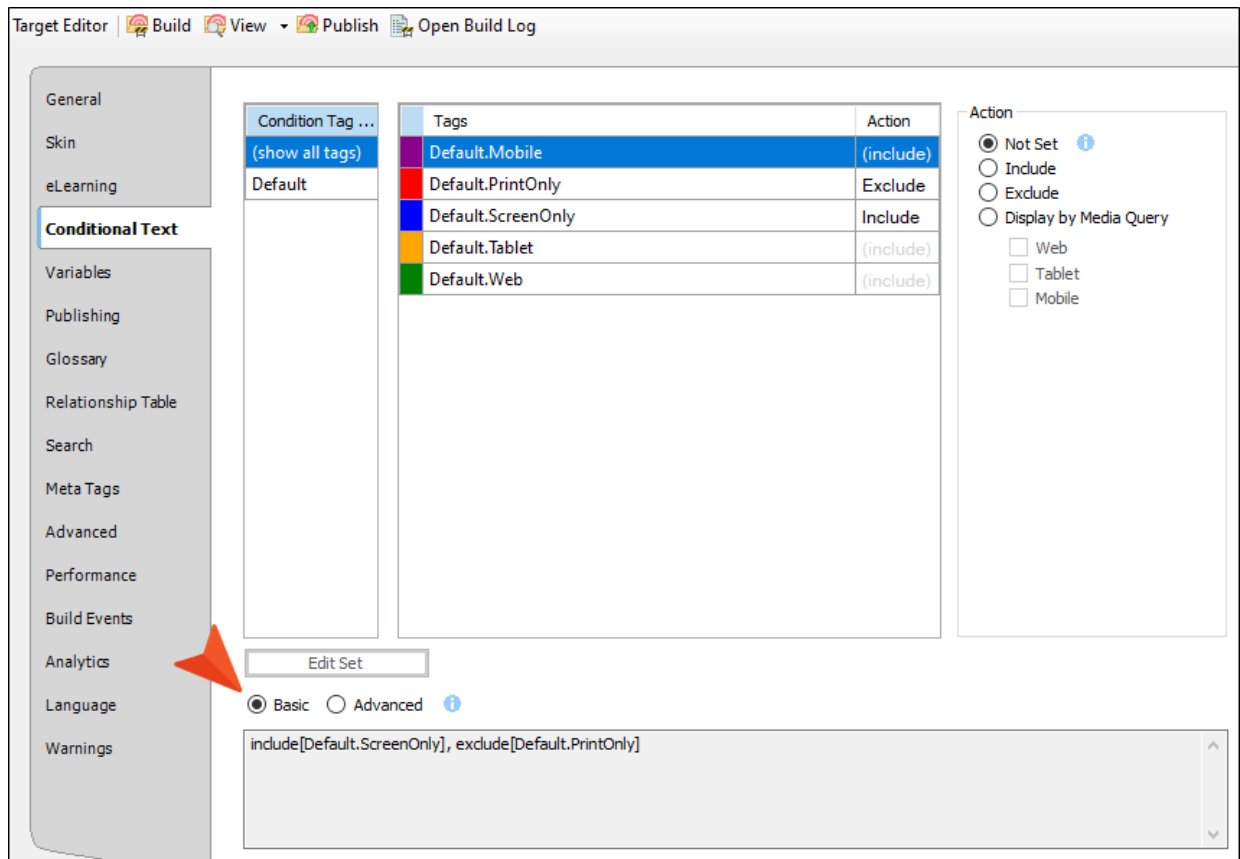 Target Editor Build View Publish Open Build Log
General
Skin
eLearning
Conditional Text
Variables
Publishing
Glossary
Relationship Table
Search
Meta Tags
Advanced
Performance
Build Events
Analytics
Language
Warnings
Condition Tag ...
(show all tags)
Default
Tags Action
Default.Mobile (include)
Default.PrintOnly Exclude
Default.ScreenOnly Include
Default.Tablet (include)
Default.Web (include)
Action
Not Set
Include
Exclude
Display by Media Query
Web
Tablet
Mobile
Edit Set
Basic Advanced
include[Default.ScreenOnly], exclude[Default.PrintOnly]